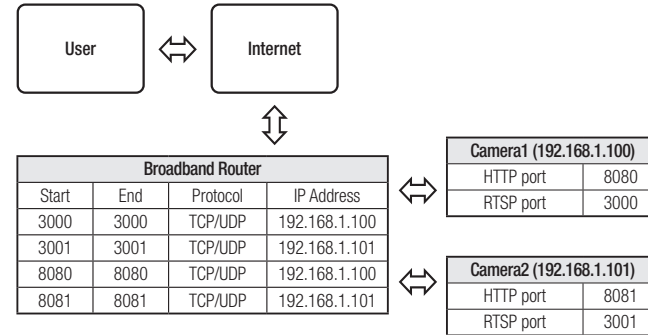 User
Internet
Broadband Router
Start End Protocol IP Address
3000 3000 TCP/UDP 192.168.1.100
3001 3001 TCP/UDP 192.168.1.101
8080 8080 TCP/UDP 192.168.1.100
8081 8081 TCP/UDP 192.168.1.101
Camera1 (192.168.1.100)
HTTP port 8080
RTSP port 3000
Camera2 (192.168.1.101)
HTTP port 8081
RTSP port 3001